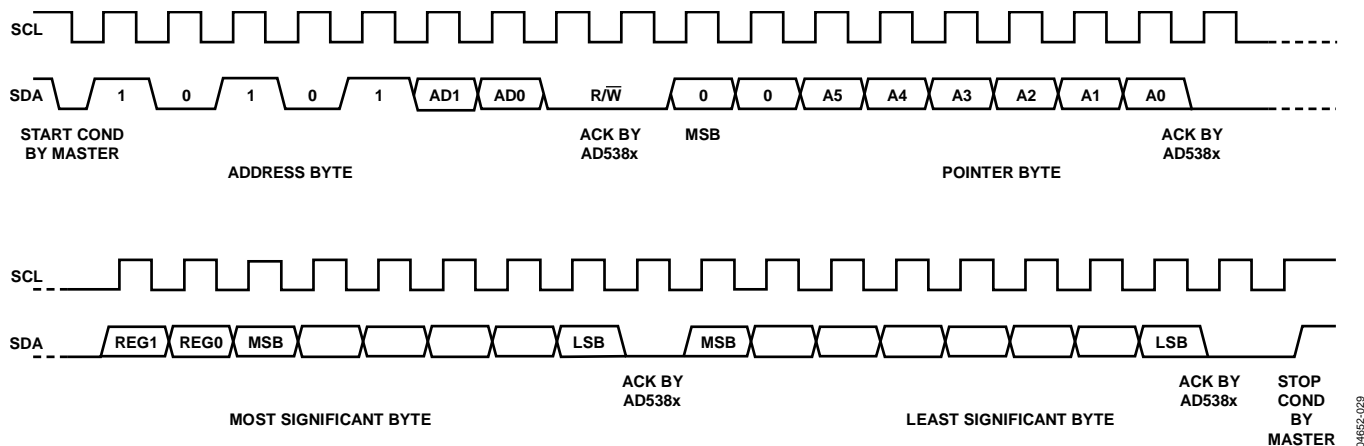 SCL
SDA 1 0 1 0 1 AD1 AD0 R/W̅ 0 0 A5 A4 A3 A2 A1 A0
START COND BY MASTER
ACK BY AD538x
MSB
ACK BY AD538x
ADDRESS BYTE
POINTER BYTE
SCL
SDA REG1 REG0 MSB LSB MSB LSB
ACK BY AD538x
ACK BY AD538x
STOP COND BY MASTER
MOST SIGNIFICANT BYTE
LEAST SIGNIFICANT BYTE
04652-029